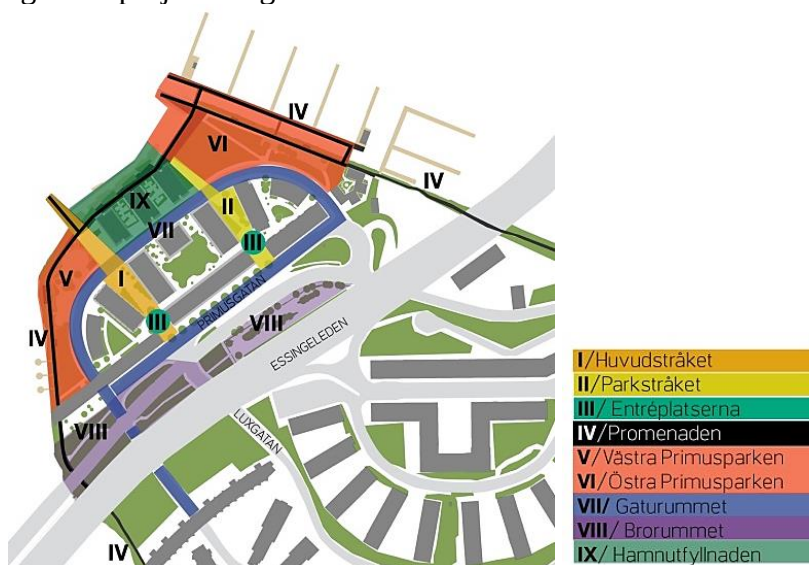 IV
VI
IV
IX
II
VII
III
V
I
III
PRIMUSGATAN
VIII
IV
ESSINGELEDEN
VIII
LUXGATAN
IV
I/Huvudstråket
II/Parkstråket
III/ Entréplatserna
IV/Promenaden
V/Västra Primusparken
VI/Östra Primusparken
VII/ Gaturummet
VIII/ Brorummet
IX/ Hamnutfyllnaden